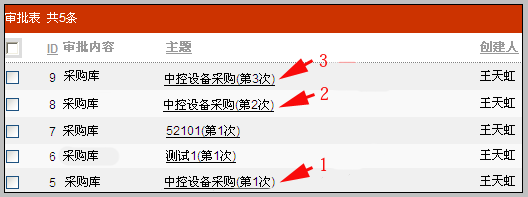 审批表 共5条
ID 审批内容 主题 创建人
9 采购库 中控设备采购(第3次) 3 王天虹
8 采购库 中控设备采购(第2次) 2 王天虹
7 采购库 52101(第1次) 王天虹
6 采购库 测试1(第1次) 王天虹
5 采购库 中控设备采购(第1次) 1 王天虹